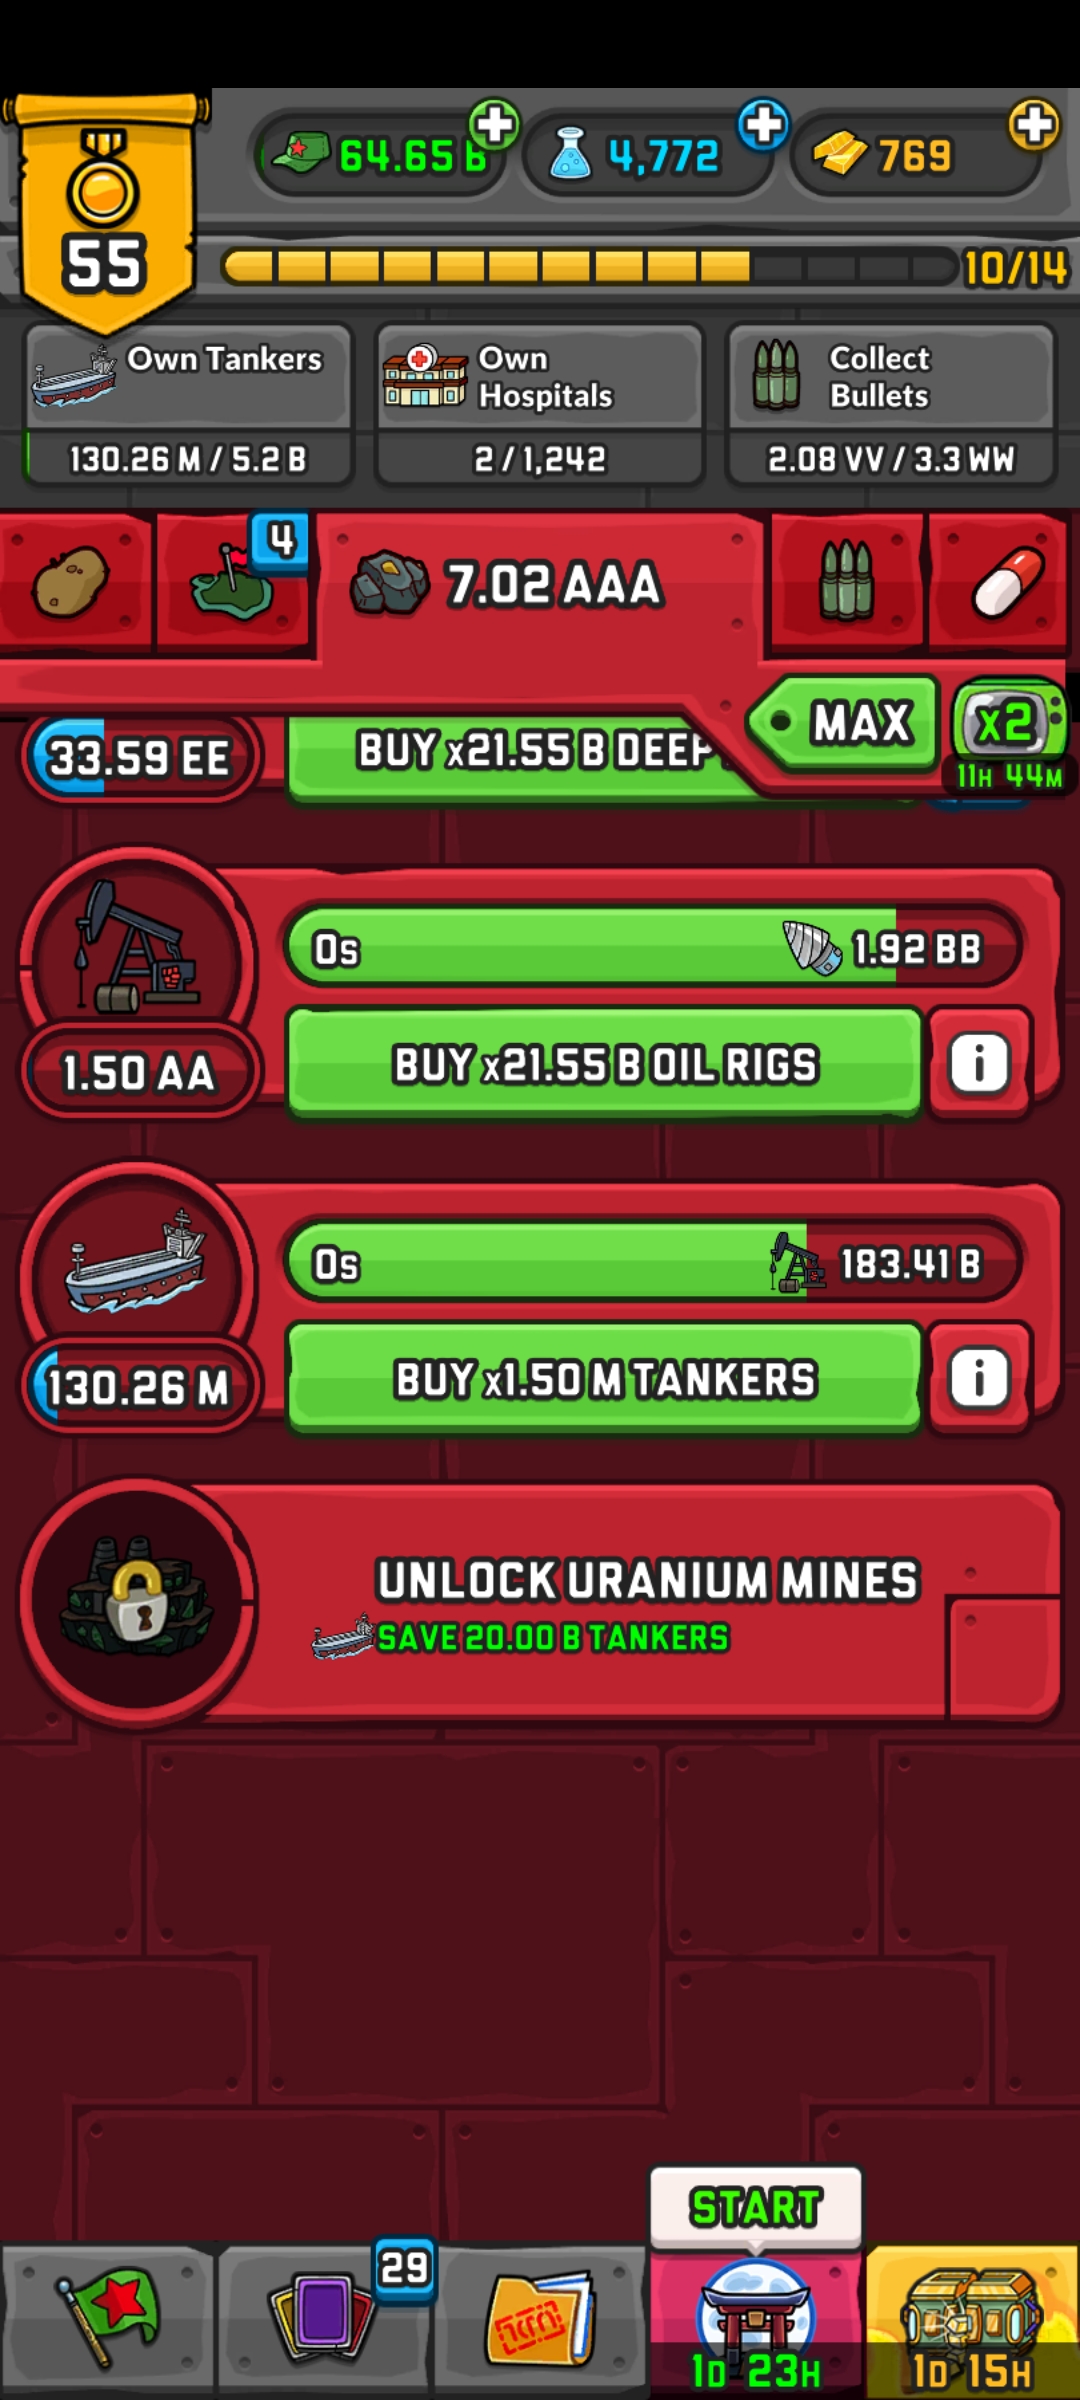 55
64.65 B
4,772
769
10/14
Own Tankers
130.26 M / 5.2 B
Own
Hospitals
2 / 1,242
Collect
Bullets
2.08 VV / 3.3 WW
4
7.02 AAA
MAX
x2
11H 44M
33.59 EE
BUY x21.55 B DEEP
0s
1.92 BB
1.50 AA
BUY x21.55 B OIL RIGS
i
0s
183.41 B
130.26 M
BUY x1.50 M TANKERS
i
UNLOCK URANIUM MINES
SAVE 20.00 B TANKERS
START
29
1D 23H
1D 15H